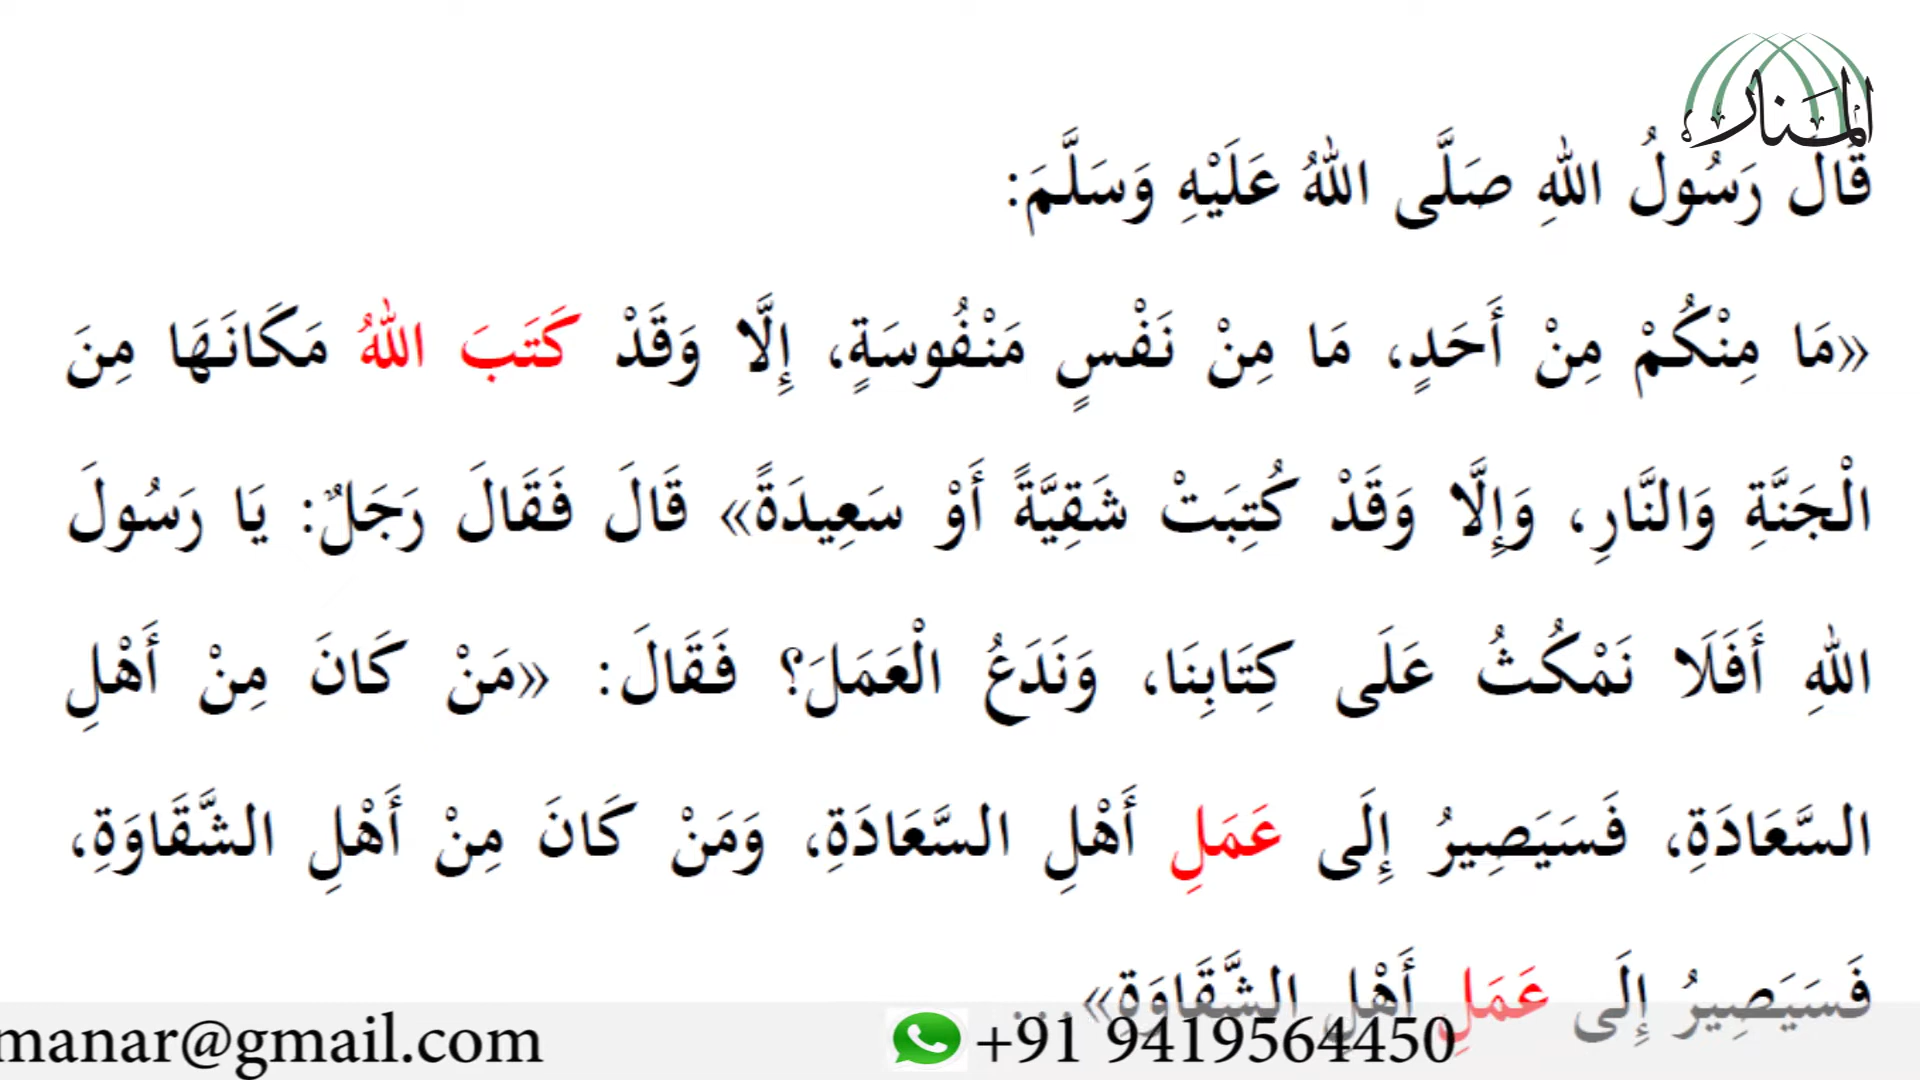 المنار
قَالَ رَسُولُ اللهِ صَلَّى اللهُ عَلَيْهِ وَسَلَّمَ:
«مَا مِنْكُمْ مِنْ أَحَدٍ، مَا مِنْ نَفْسٍ مَنْفُوسَةٍ، إِلَّا وَقَدْ كَتَبَ اللهُ مَكَانَهَا مِنَ
الْجَنَّةِ وَالنَّارِ، وَإِلَّا وَقَدْ كُتِبَتْ شَقِيَّةً أَوْ سَعِيدَةً» قَالَ فَقَالَ رَجَلٌ: يَا رَسُولَ
اللهِ أَفَلَا نَمْكُثُ عَلَى كِتَابِنَا، وَنَدَعُ الْعَمَلَ؟ فَقَالَ: «مَنْ كَانَ مِنْ أَهْلِ
السَّعَادَةِ، فَسَيَصِيرُ إِلَى عَمَلِ أَهْلِ السَّعَادَةِ، وَمَنْ كَانَ مِنْ أَهْلِ الشَّقَاوَةِ،
فَسَيَصِيرُ إِلَى عَمَلِ أَهْلِ الشَّقَاوَةِ»...
manar@gmail.com +91 9419564450